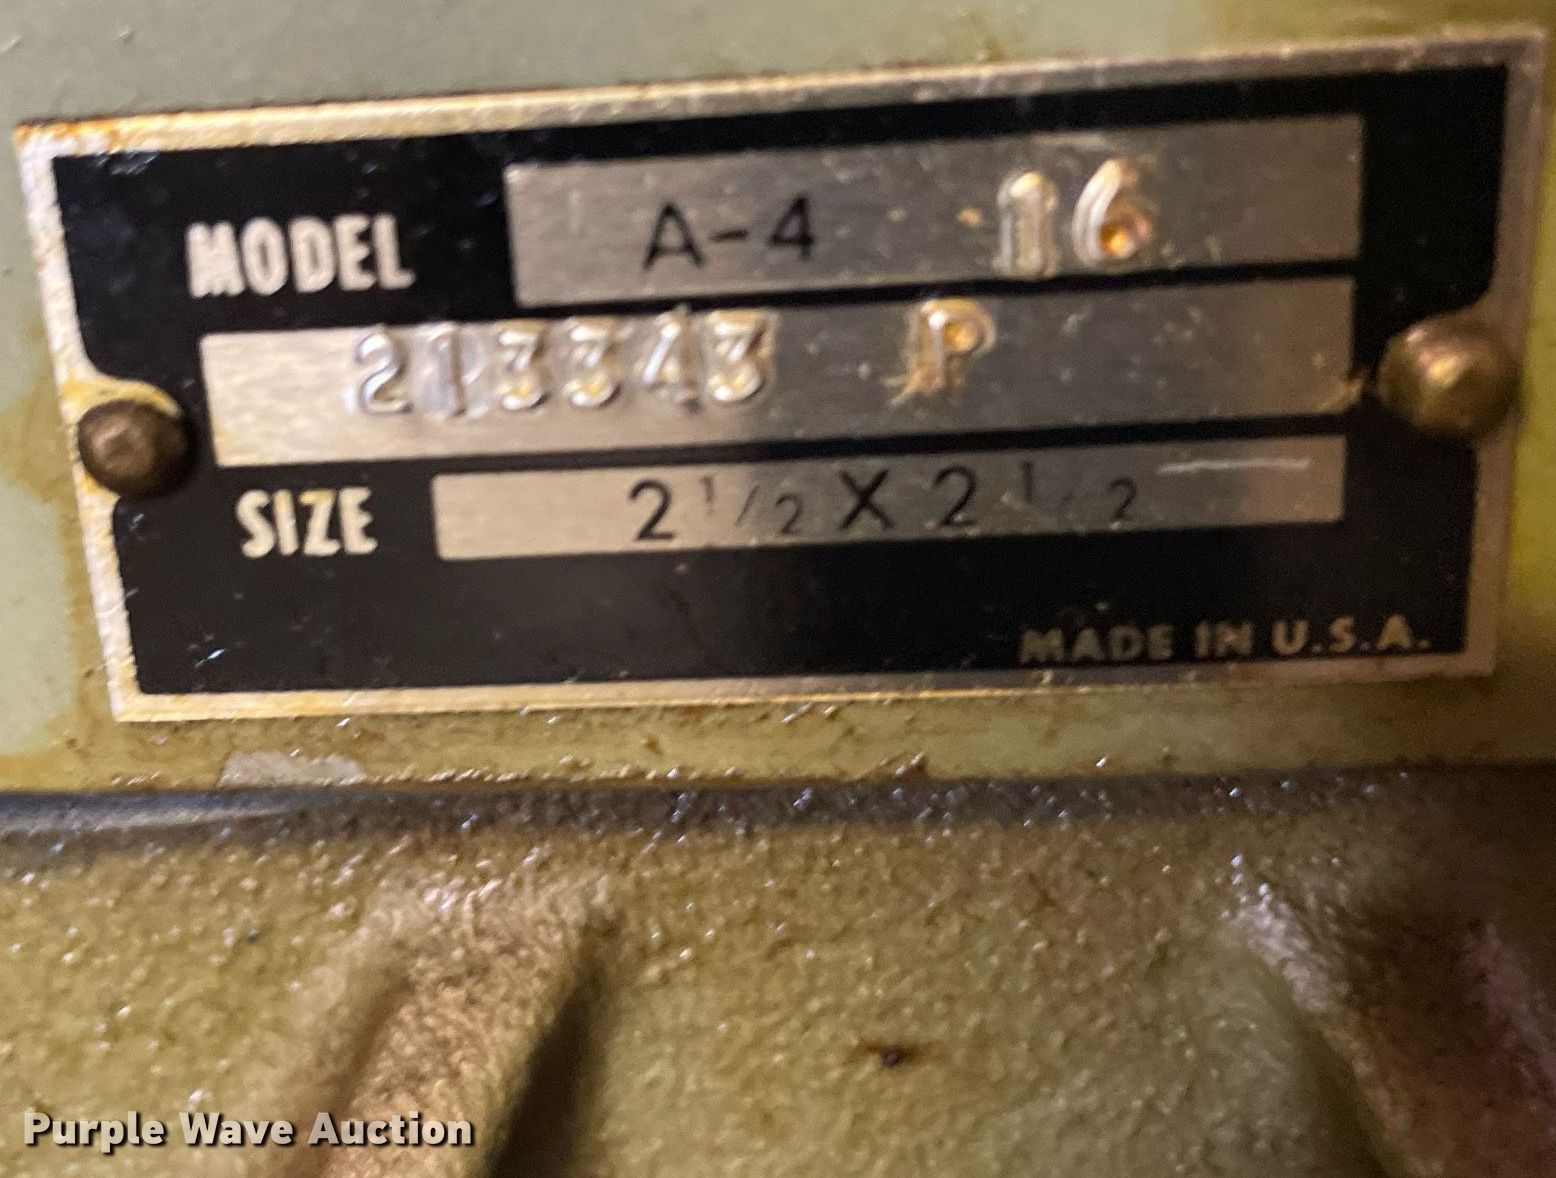 MODEL A-4 16
213343 P
SIZE 2 1/2 X 2 1/2
MADE IN U.S.A.
Purple Wave Auction